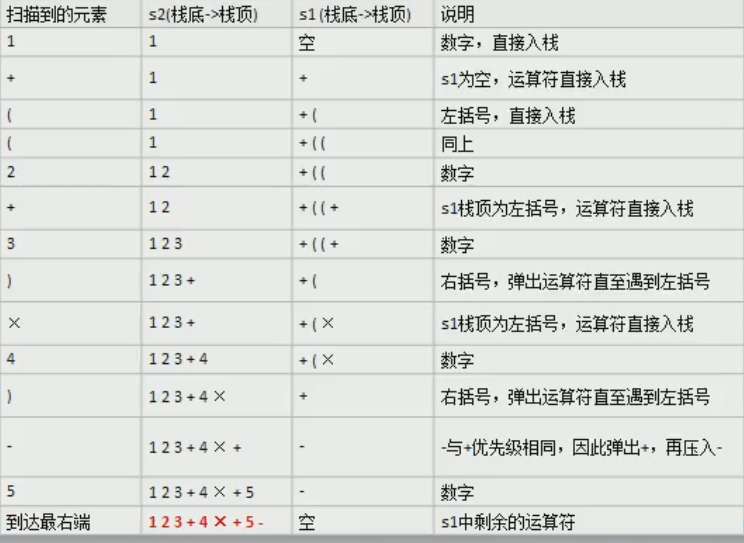 扫描到的元素 s2(栈底->栈顶) s1(栈底->栈顶) 说明
1 1 空 数字，直接入栈
+ 1 + s1为空，运算符直接入栈
( 1 +( 左括号，直接入栈
( 1 +(( 同上
2 1 2 +(( 数字
+ 1 2 +((+ s1栈顶为左括号，运算符直接入栈
3 1 2 3 +((+ 数字
) 1 2 3 + +( 右括号，弹出运算符直至遇到左括号
× 1 2 3 + +(× s1栈顶为左括号，运算符直接入栈
4 1 2 3 + 4 +(× 数字
) 1 2 3 + 4 × + 右括号，弹出运算符直至遇到左括号
- 1 2 3 + 4 × + - -与+优先级相同，因此弹出+，再压入-
5 1 2 3 + 4 × + 5 - 数字
到达最右端 1 2 3 + 4 × + 5 - 空 s1中剩余的运算符